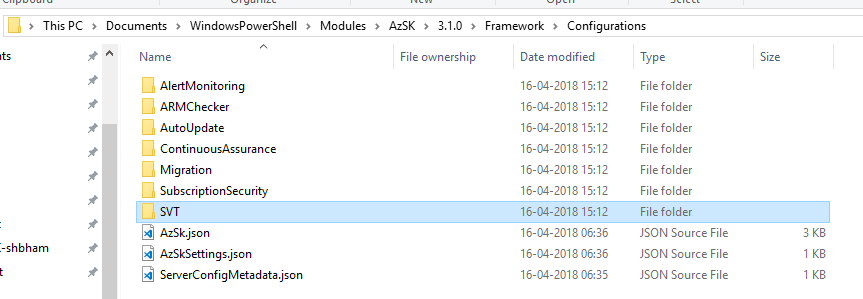 This PC > Documents > WindowsPowerShell > Modules > AzSK > 3.1.0 > Framework > Configurations
Name File ownership Date modified Type Size
AlertMonitoring 16-04-2018 15:12 File folder
ARMChecker 16-04-2018 15:12 File folder
AutoUpdate 16-04-2018 15:12 File folder
ContinuousAssurance 16-04-2018 15:12 File folder
Migration 16-04-2018 15:12 File folder
SubscriptionSecurity 16-04-2018 15:12 File folder
SVT 16-04-2018 15:12 File folder
AzSk.json 16-04-2018 06:36 JSON Source File 3 KB
AzSkSettings.json 16-04-2018 06:36 JSON Source File 1 KB
-shbham
ServerConfigMetadata.json 16-04-2018 06:35 JSON Source File 1 KB